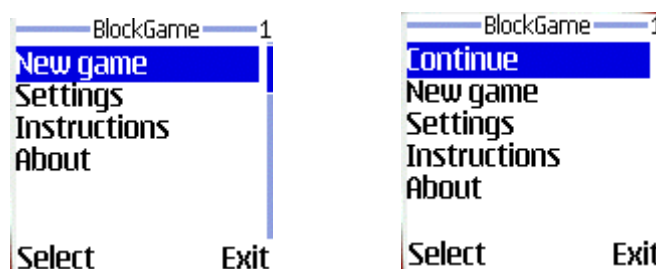 BlockGame 1
New game
Settings
Instructions
About
Select Exit
BlockGame 1
Continue
New game
Settings
Instructions
About
Select Exit